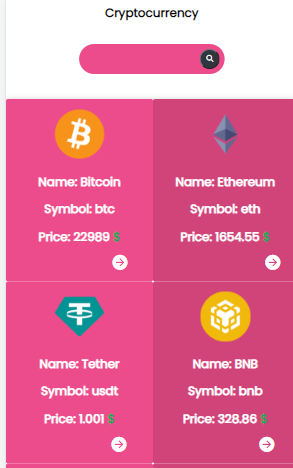 Cryptocurrency
Name: Bitcoin
Symbol: btc
Price: 22989 $
Name: Ethereum
Symbol: eth
Price: 1654.55 $
Name: Tether
Symbol: usdt
Price: 1.001 $
Name: BNB
Symbol: bnb
Price: 328.86 $